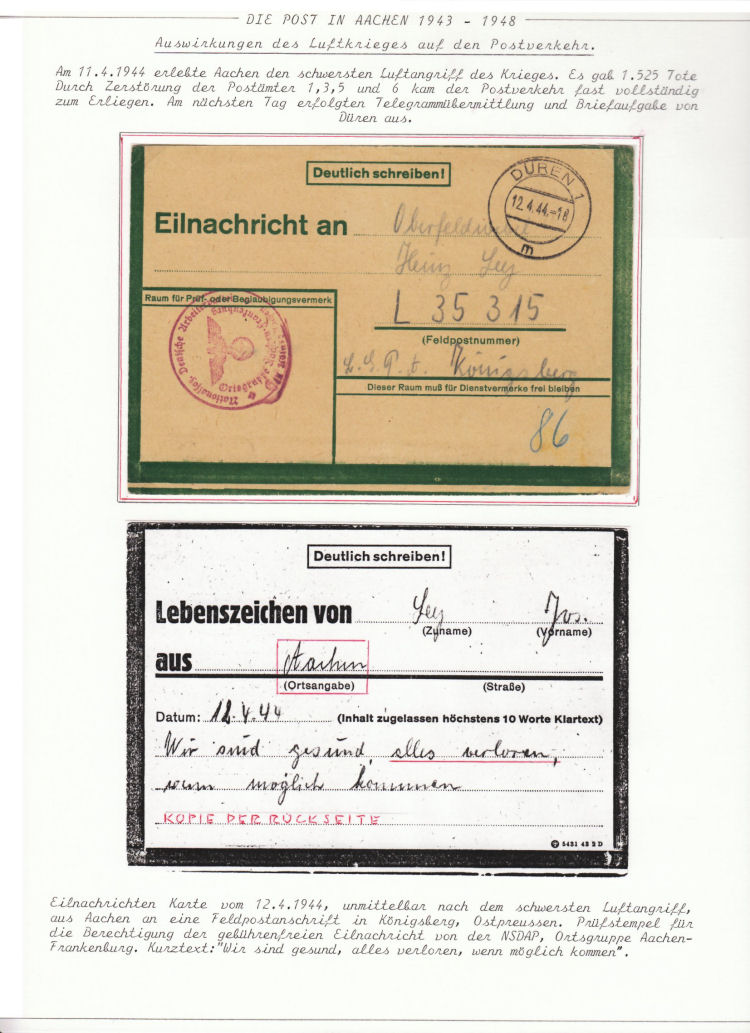 DIE POST IN AACHEN 1943 - 1948
Auswirkungen des Luftkrieges auf den Postverkehr.
Am 11.4.1944 erlebte Aachen den schwersten Luftangriff des Krieges. Es gab 1.525 Tote
Durch Zerstörung der Postämter 1,3,5 und 6 kam der Postverkehr fast vollständig
zum Erliegen. Am nächsten Tag erfolgten Telegrammübermittlung und Briefaufgabe von
Düren aus.
Deutlich schreiben!
DÜREN 1
12.4.44.-18
m
Eilnachricht an Oberfeldwebel
Heinz Ley
Raum für Prüf- oder Beglaubigungsvermerk
L 35 315
(Feldpostnummer)
Nationalsoz. Deutsche Arbeiter
Ortsgruppe
L.G.P.A. Königsberg
Dieser Raum muß für Dienstvermerke frei bleiben
86
Deutlich schreiben!
Lebenszeichen von Ley Jos.
(Zuname) (Vorname)
aus Aachen
(Ortsangabe) (Straße)
Datum: 12.4.44 (Inhalt zugelassen höchstens 10 Worte Klartext)
Wir sind gesund, alles verloren,
wenn möglich kommen
KOPIE DER RÜCKSEITE
5431 43 2 D
Eilnachrichten Karte vom 12.4.1944, unmittelbar nach dem schwersten Luftangriff,
aus Aachen an eine Feldpostanschrift in Königsberg, Ostpreussen. Prüfstempel für
die Berechtigung der gebührenfreien Eilnachricht von der NSDAP, Ortsgruppe Aachen-
Frankenburg. Kurztext:"Wir sind gesund, alles verloren, wenn möglich kommen".